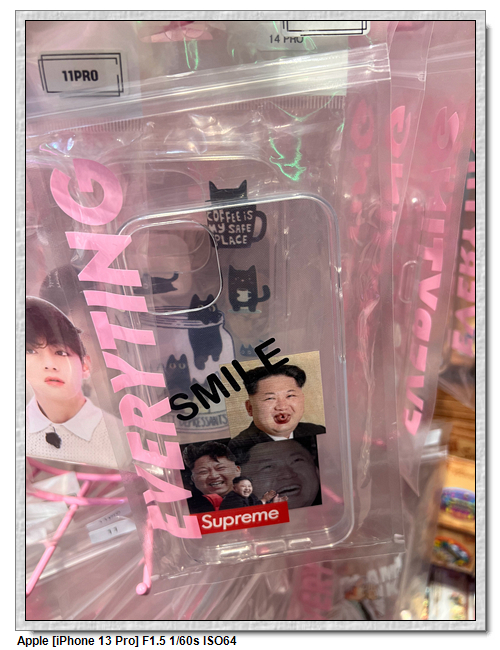 14 PRO
11PRO
EVERYTING
COFFEE IS
MY SAFE
PLACE
SMILE
Supreme
Apple [iPhone 13 Pro] F1.5 1/60s ISO64